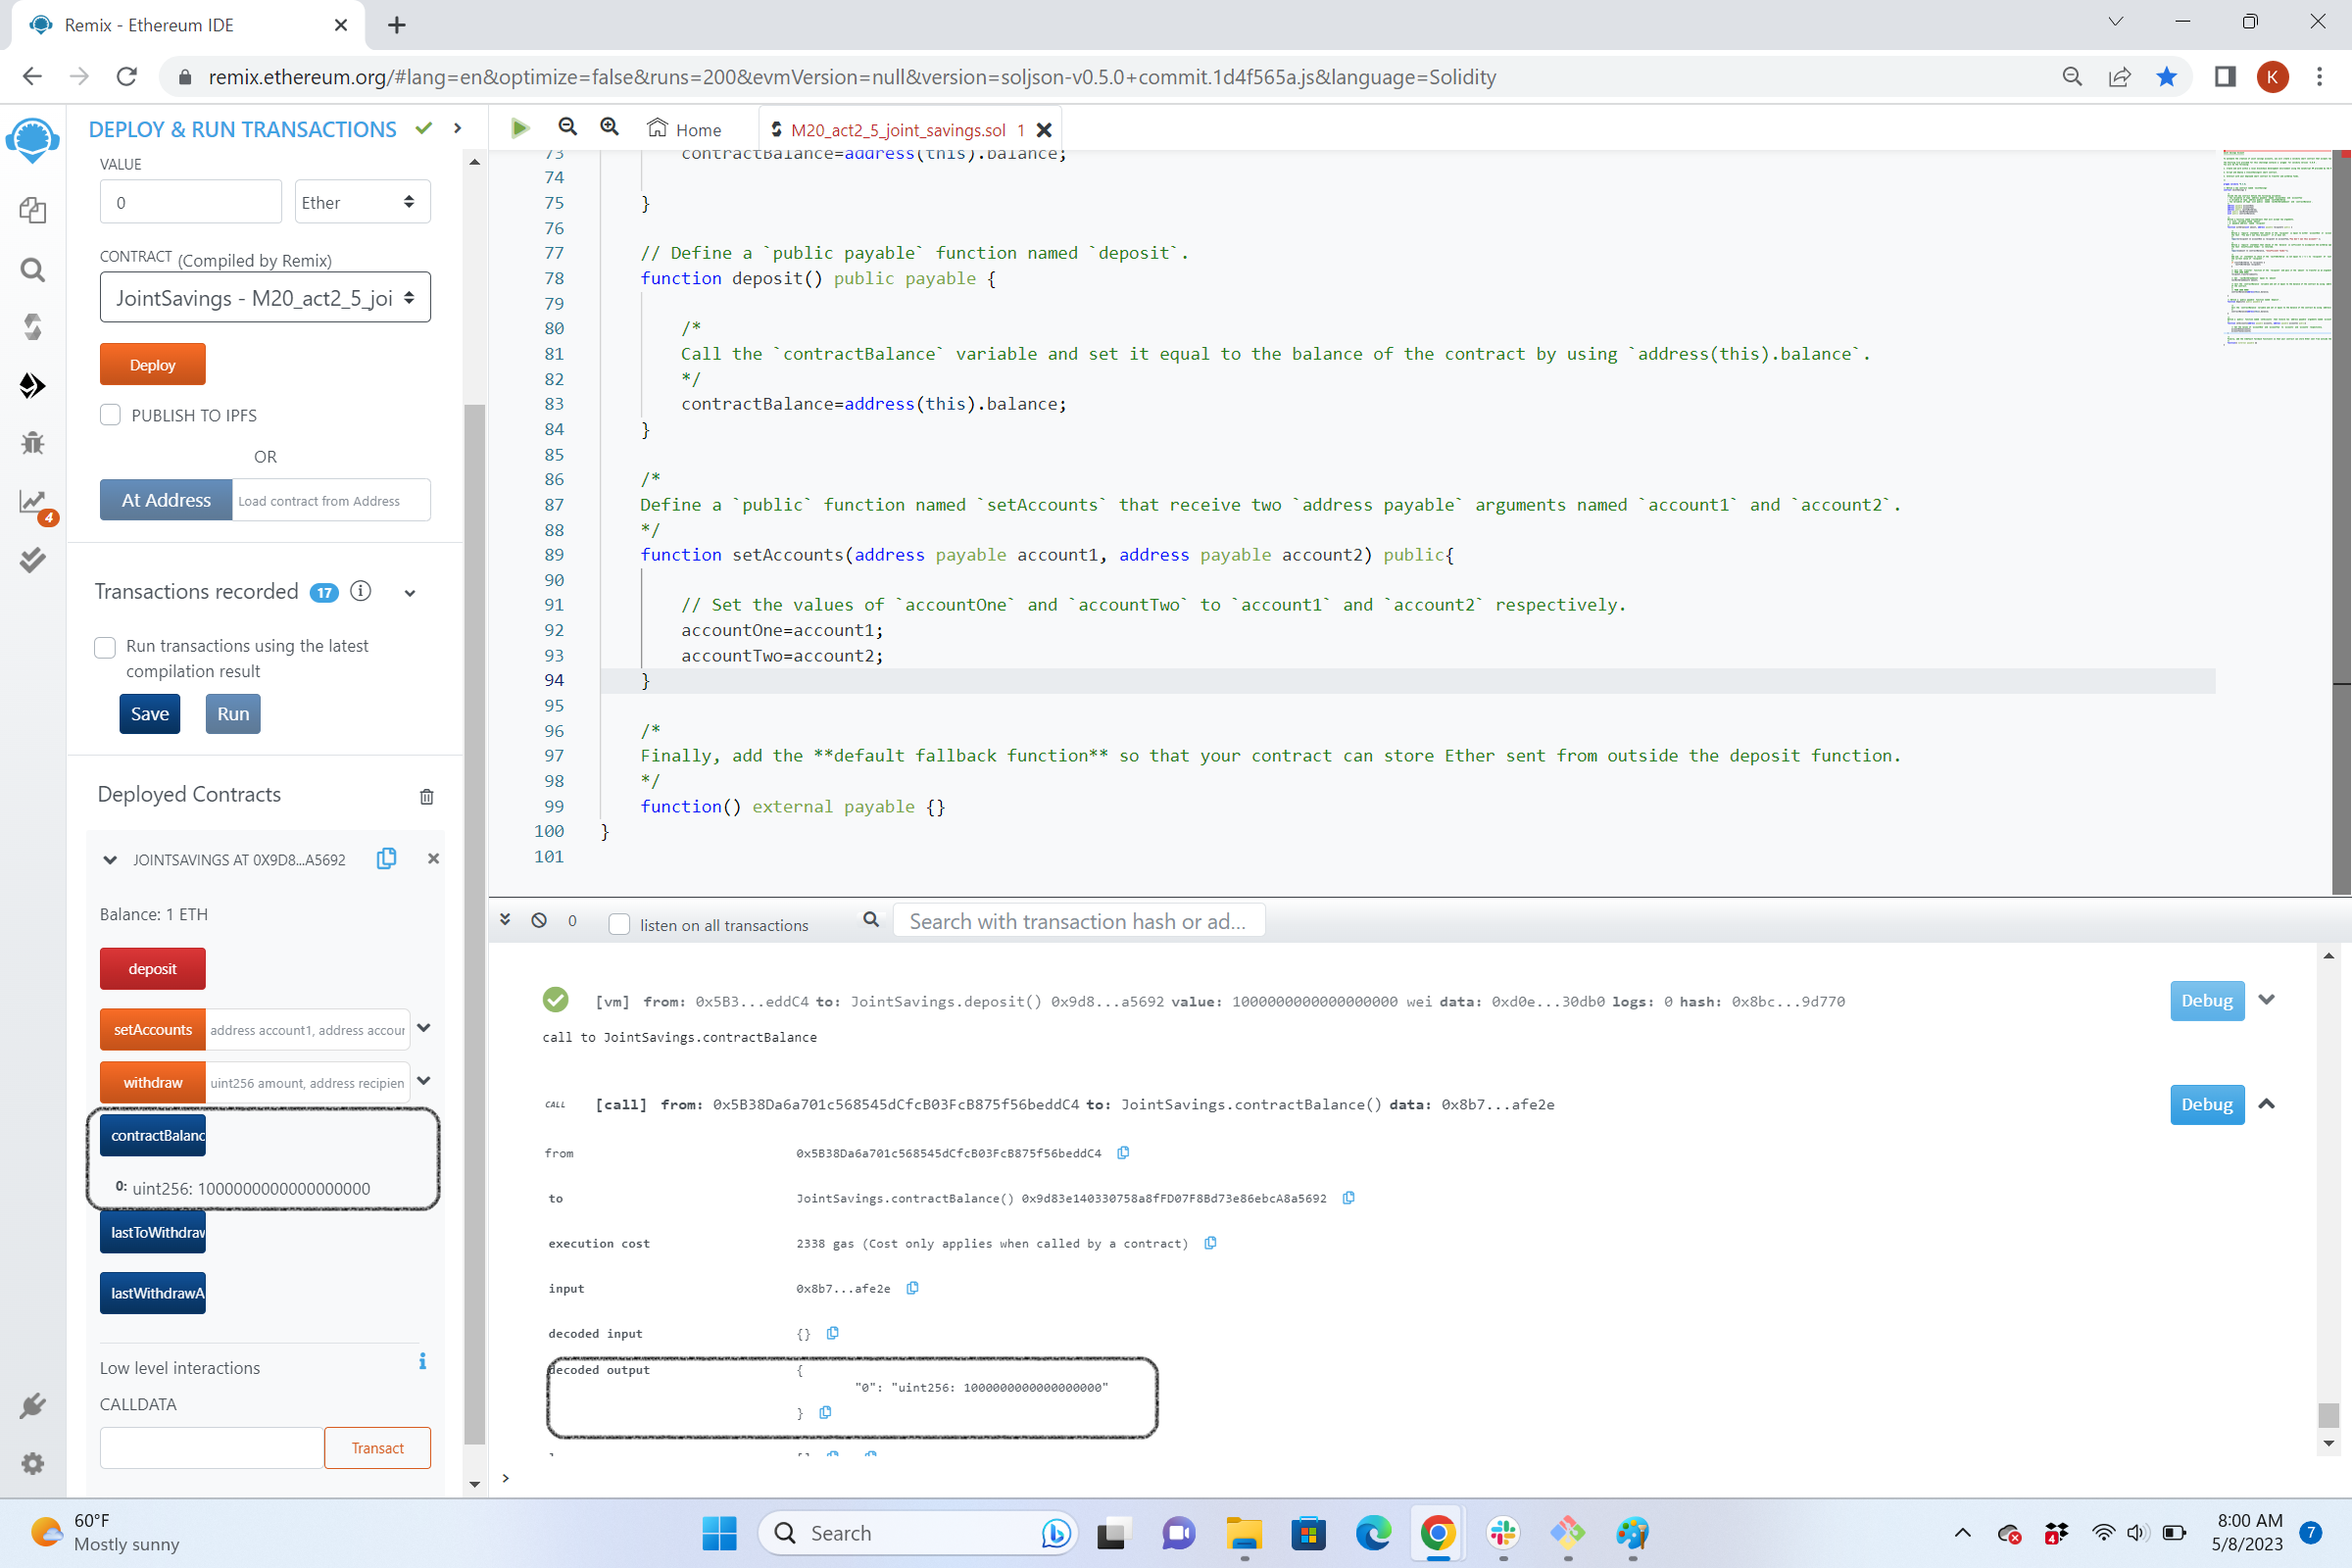 Remix - Ethereum IDE
remix.ethereum.org/#lang=en&optimize=false&runs=200&evmVersion=null&version=soljson-v0.5.0+commit.1d4f565a.js&language=Solidity
K
DEPLOY & RUN TRANSACTIONS
VALUE
0
Ether
CONTRACT (Compiled by Remix)
JointSavings - M20_act2_5_joi
Deploy
PUBLISH TO IPFS
OR
At Address
Load contract from Address
4
Transactions recorded 17 i
Run transactions using the latest
compilation result
Save
Run
Deployed Contracts
JOINTSAVINGS AT 0X9D8...A5692
Balance: 1 ETH
deposit
setAccounts
address account1, address accour
withdraw
uint256 amount, address recipien
contractBalanc
0: uint256: 1000000000000000000
lastToWithdraw
lastWithdrawA
Low level interactions
i
CALLDATA
Transact
Home
M20_act2_5_joint_savings.sol 1
73 contractBalance=address(this).balance;
74
75 }
76
77 // Define a `public payable` function named `deposit`.
78 function deposit() public payable {
79
80 /*
81 Call the `contractBalance` variable and set it equal to the balance of the contract by using `address(this).balance`.
82 */
83 contractBalance=address(this).balance;
84 }
85
86 /*
87 Define a `public` function named `setAccounts` that receive two `address payable` arguments named `account1` and `account2`.
88 */
89 function setAccounts(address payable account1, address payable account2) public{
90
91 // Set the values of `accountOne` and `accountTwo` to `account1` and `account2` respectively.
92 accountOne=account1;
93 accountTwo=account2;
94 }
95
96 /*
97 Finally, add the **default fallback function** so that your contract can store Ether sent from outside the deposit function.
98 */
99 function() external payable {}
100 }
101
0
listen on all transactions
Search with transaction hash or ad...
[vm] from: 0x5B3...eddC4 to: JointSavings.deposit() 0x9d8...a5692 value: 1000000000000000000 wei data: 0xd0e...30db0 logs: 0 hash: 0x8bc...9d770
Debug
call to JointSavings.contractBalance
CALL [call] from: 0x5B38Da6a701c568545dCfcB03FcB875f56beddC4 to: JointSavings.contractBalance() data: 0x8b7...afe2e
Debug
from 0x5B38Da6a701c568545dCfcB03FcB875f56beddC4
to JointSavings.contractBalance() 0x9d83e140330758a8fFD07F8Bd73e86ebcA8a5692
execution cost 2338 gas (Cost only applies when called by a contract)
input 0x8b7...afe2e
decoded input {}
decoded output {
"0": "uint256: 1000000000000000000"
}
>
60°F
Mostly sunny
Search
4
8:00 AM
5/8/2023
7